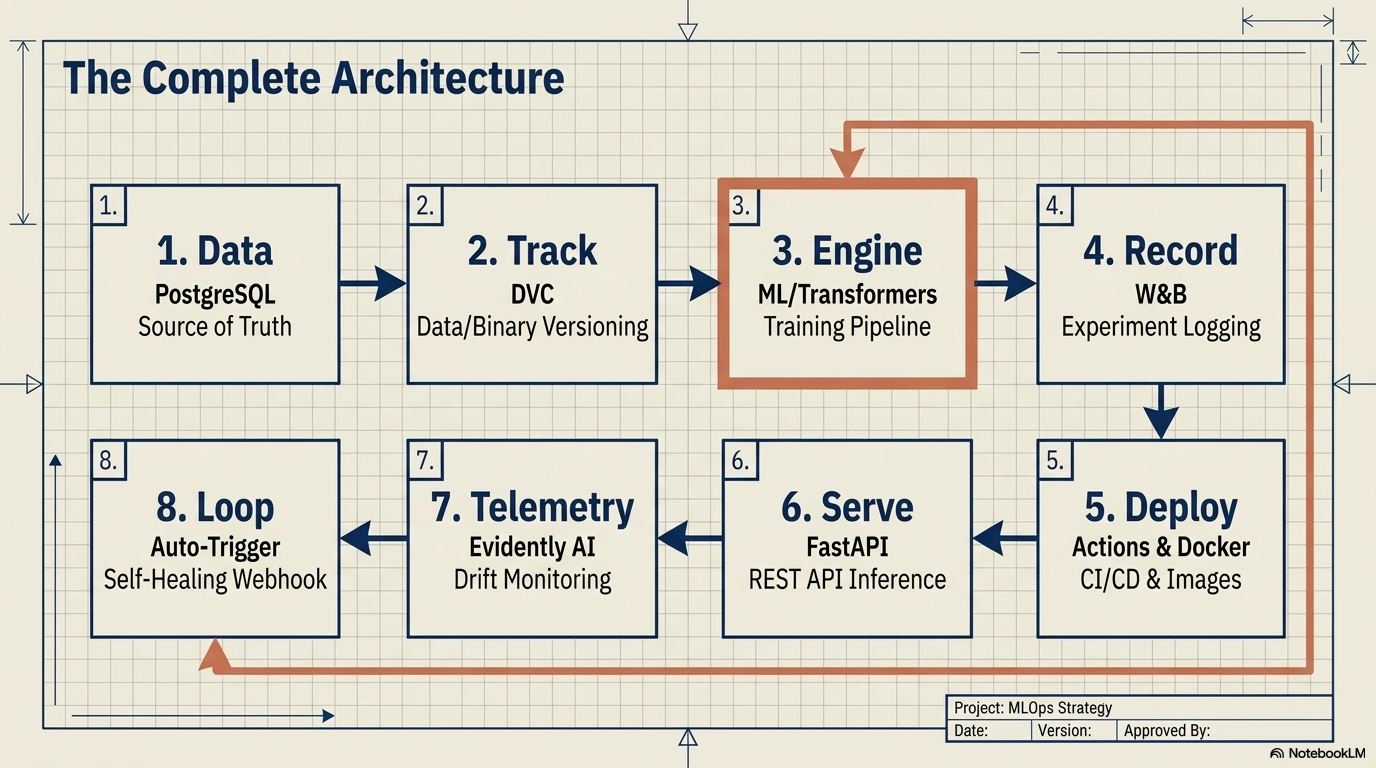 The Complete Architecture
1.
1. Data
PostgreSQL
Source of Truth
2.
2. Track
DVC
Data/Binary Versioning
3.
3. Engine
ML/Transformers
Training Pipeline
4.
4. Record
W&B
Experiment Logging
5.
5. Deploy
Actions & Docker
CI/CD & Images
6.
6. Serve
FastAPI
REST API Inference
7.
7. Telemetry
Evidently AI
Drift Monitoring
8.
8. Loop
Auto-Trigger
Self-Healing Webhook
Project: MLOps Strategy
Date:
Version:
Approved By:
NotebookLM